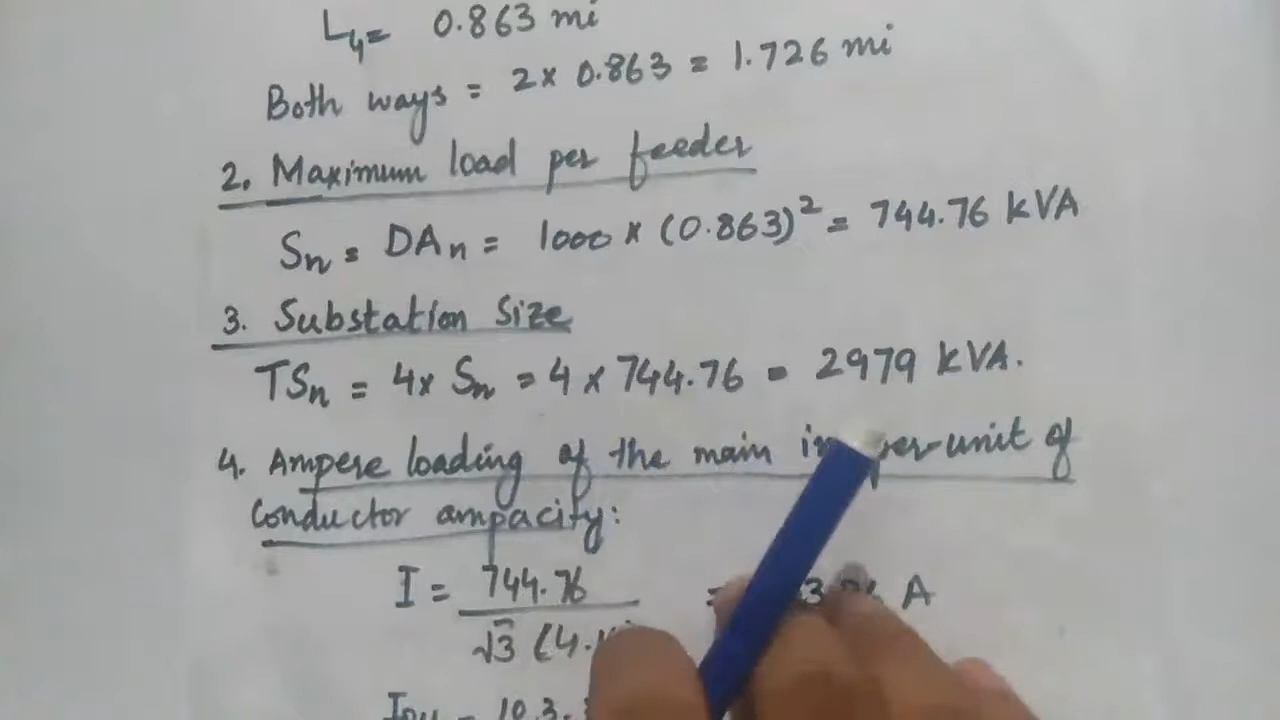 L4 = 0.863 mi
Both ways = 2 x 0.863 = 1.726 mi
2. Maximum load per feeder
Sn = DAn = 1000 x (0.863)² = 744.76 kVA
3. Substation Size
TSn = 4x Sn = 4 x 744.76 = 2979 kVA.
4. Ampere loading of the main per-unit of
Conductor ampacity:
I = 744.76 = A
√3 (4.